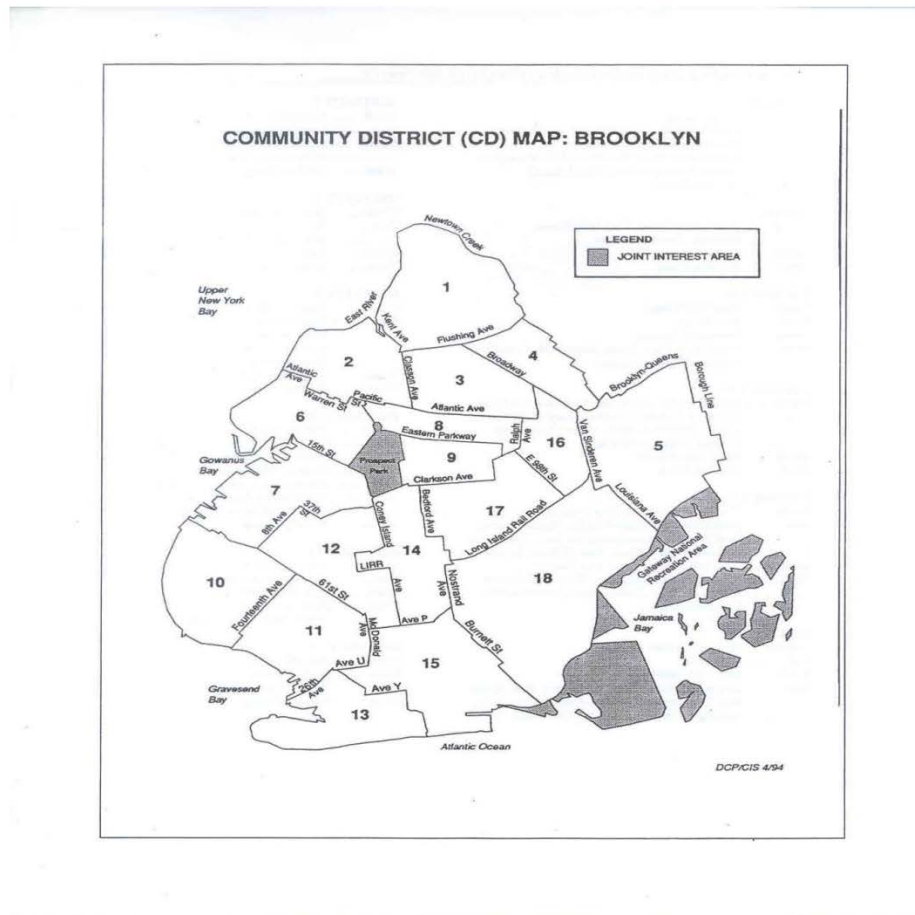 COMMUNITY DISTRICT (CD) MAP: BROOKLYN
Newtown Creek
LEGEND
JOINT INTEREST AREA
Upper
New York
Bay
1
East River
Kent Ave
Flushing Ave
2
Classon Ave
3
Broadway
4
Brooklyn-Queens
Borough Line
Atlantic
Ave
Warren St
Pacific
St
Atlantic Ave
6
8
Eastern Parkway
Ralph
Ave
16
Van Sinderen Ave
5
15th St
Prospect
Park
9
Clarkson Ave
E 98th St
Gowanus
Bay
7
8th Ave
37th
St
Coney Island
Ave
Bedford Ave
17
Long Island Rail Road
Louisiana Ave
12
LIRR
14
Nostrand
Ave
18
Gateway National
Recreation Area
10
Fourteenth Ave
61st St
11
McDonald
Ave
Ave P
Burnett St
Jamaica
Bay
Ave U
15
Gravesend
Bay
26th
Ave
Ave Y
13
Atlantic Ocean
DCP/GIS 4/94